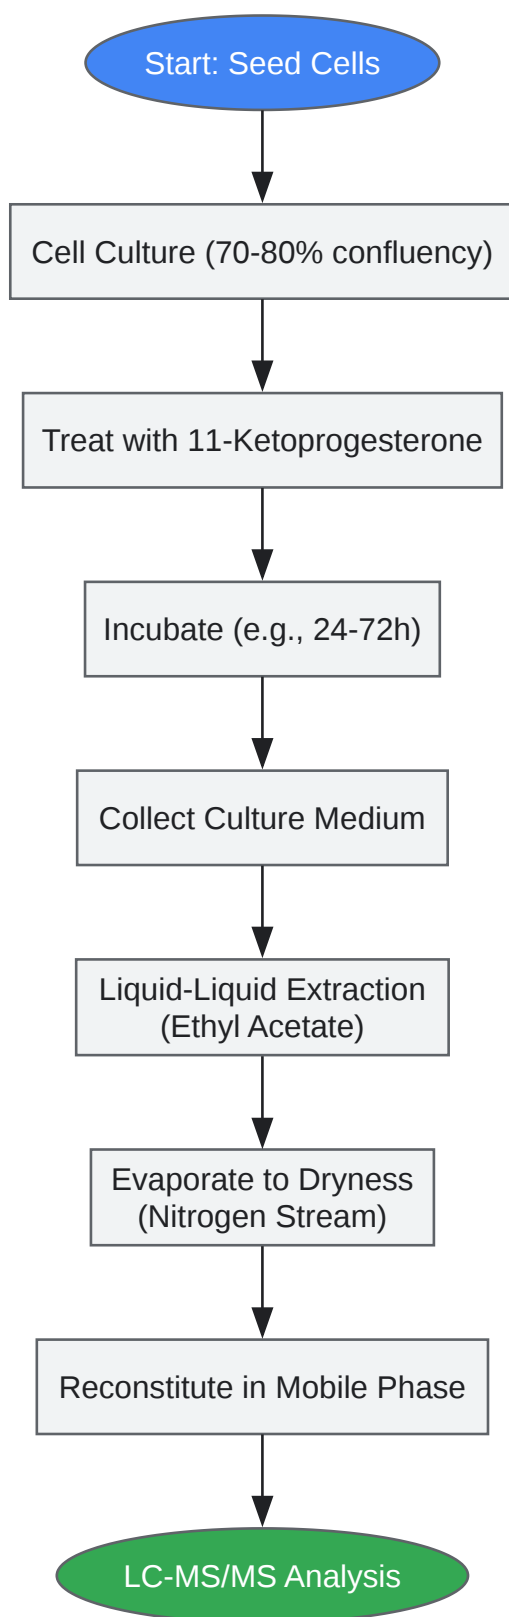 Start: Seed Cells
Cell Culture (70-80% confluency)
Treat with 11-Ketoprogesterone
Incubate (e.g., 24-72h)
Collect Culture Medium
Liquid-Liquid Extraction
(Ethyl Acetate)
Evaporate to Dryness
(Nitrogen Stream)
Reconstitute in Mobile Phase
LC-MS/MS Analysis